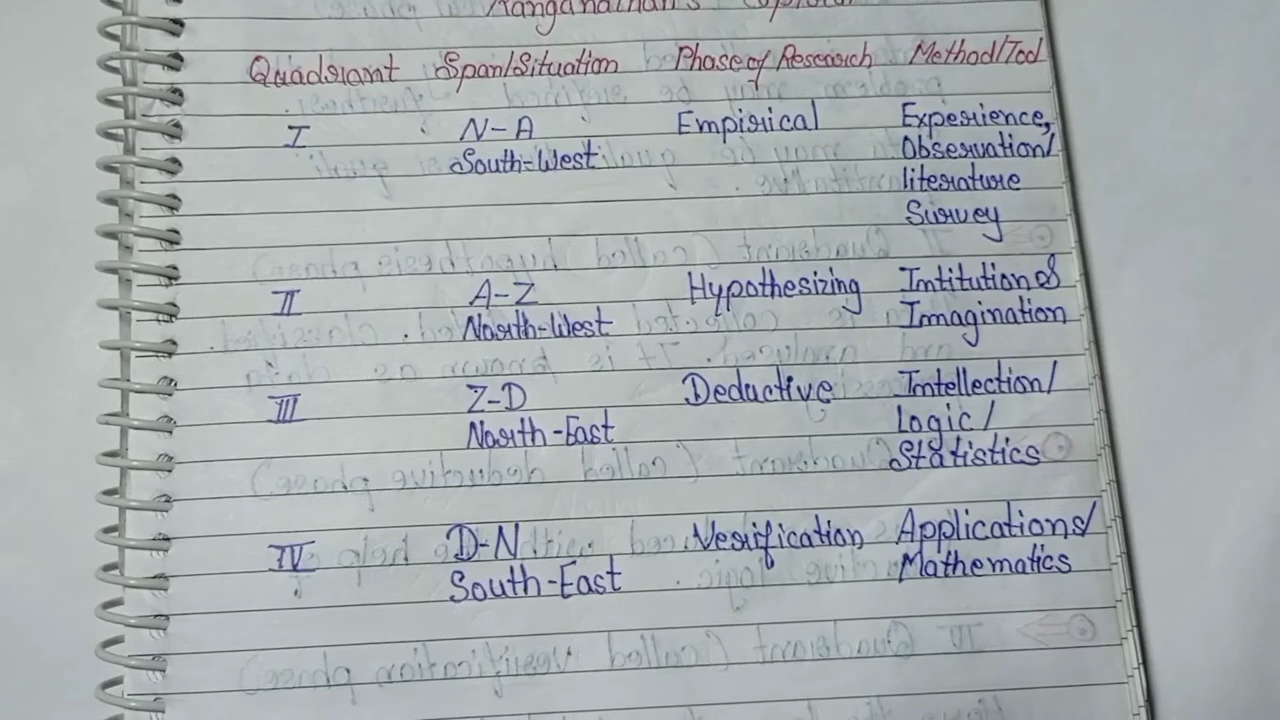 Ranganathan's
Quadrant Span/Situation Phase of Research Method/Tool
I N-A Empirical Experience,
South-West Observation/
literature
Survey
II A-Z Hypothesizing Intitution &
North-West Imagination
III Z-D Deductive Intellection/
North-East Logic/
Statistics
IV D-N Verification Applications/
South-East Mathematics